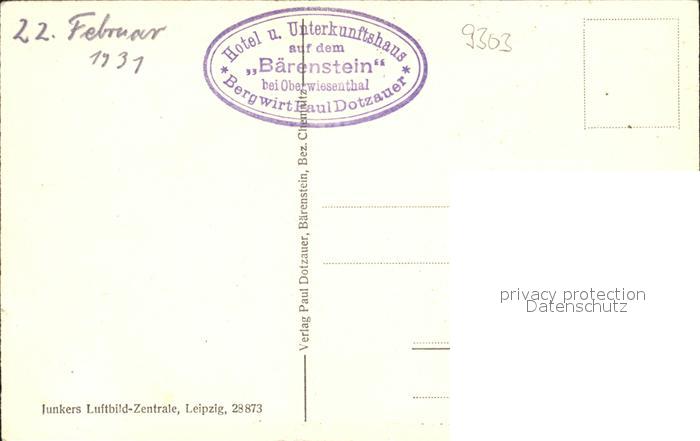 22. Februar
1931
Hotel u. Unterkunftshaus
auf dem
„Bärenstein“
bei Oberwiesenthal
* Bergwirt Paul Dotzauer *
9303
Verlag Paul Dotzauer, Bärenstein, Bez. Chemnitz
privacy protection
Datenschutz
Junkers Luftbild-Zentrale, Leipzig, 28873